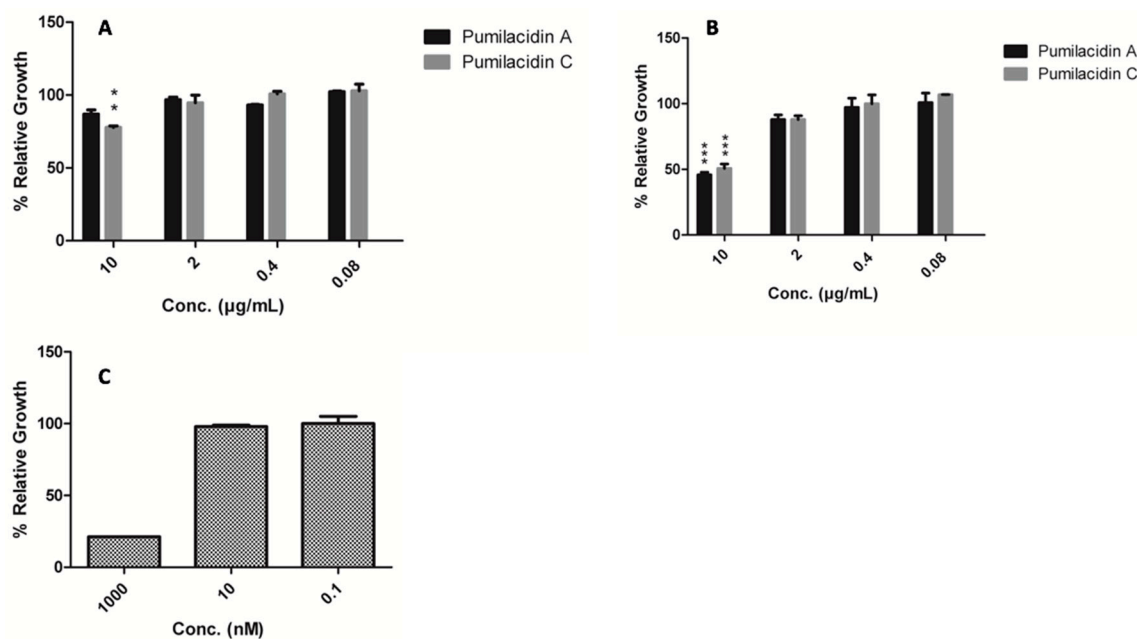 A
150
100
50
0
% Relative Growth
**
10
2
0.4
0.08
Conc. (µg/mL)
Pumilacidin A
Pumilacidin C
B
150
100
50
0
% Relative Growth
***
***
10
2
0.4
0.08
Conc. (µg/mL)
Pumilacidin A
Pumilacidin C
C
150
100
50
0
% Relative Growth
1000
10
0.1
Conc. (nM)